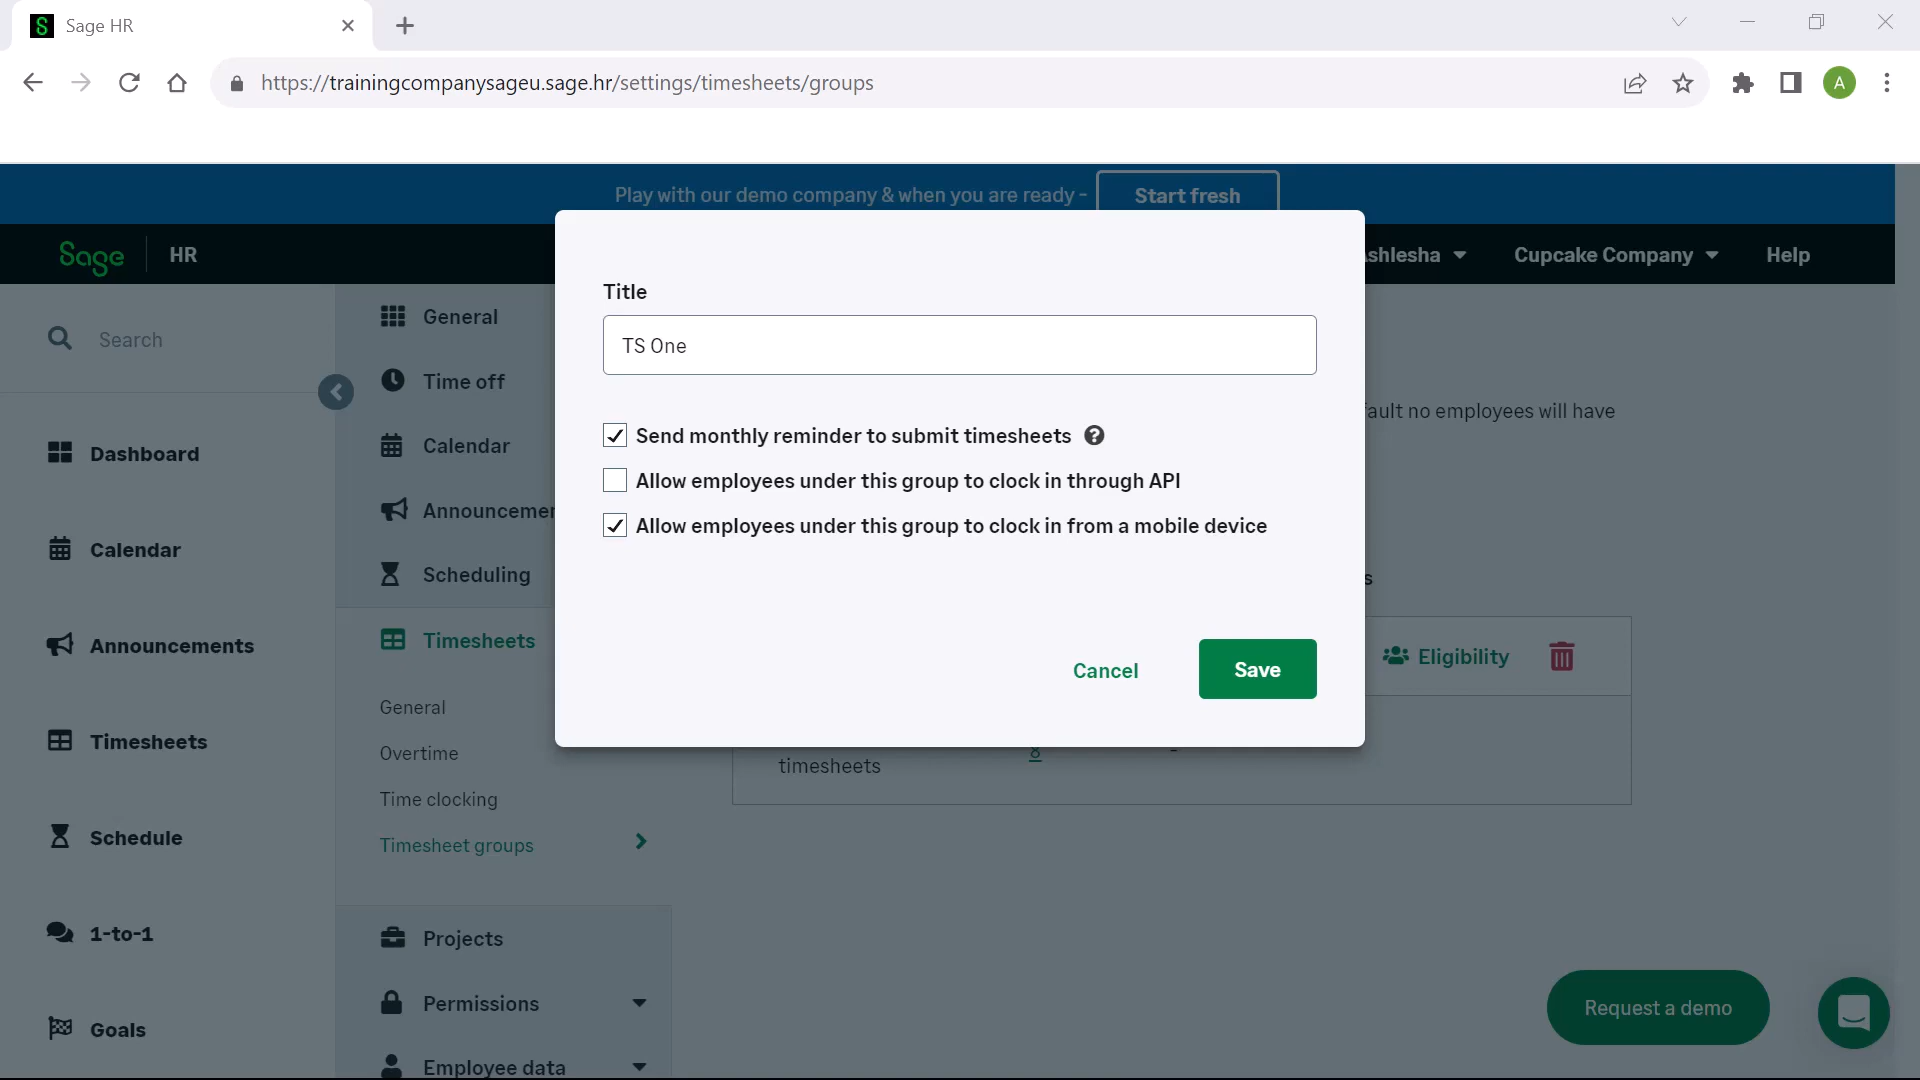 Sage HR
https://trainingcompanysageu.sage.hr/settings/timesheets/groups
A
Play with our demo company & when you are ready -
Start fresh
Sage
HR
shlesha
Cupcake Company
Help
Search
Dashboard
Calendar
Announcements
Timesheets
Schedule
1-to-1
Goals
General
Time off
Calendar
Announcemen
Scheduling
Timesheets
General
Overtime
Time clocking
Timesheet groups
Projects
Permissions
Employee data
Title
TS One
Send monthly reminder to submit timesheets
Allow employees under this group to clock in through API
Allow employees under this group to clock in from a mobile device
Cancel
Save
fault no employees will have
s
Eligibility
timesheets
8
-
Request a demo